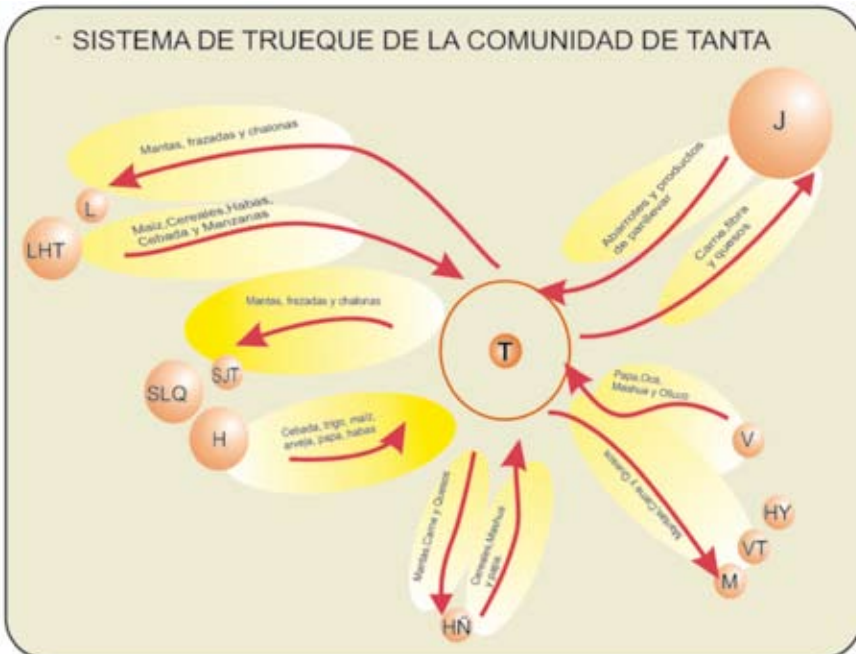 SISTEMA DE TRUEQUE DE LA COMUNIDAD DE TANTA
J
Mantas, frazadas y chalonas
L
LHT
Maíz,Cereales,Habas,
Cebada y Manzanas
Abarrotes y productos
de panllevar
Carne,fibra
y quesos
Mantas, frazadas y chalonas
SJT
SLQ
H
Cebada, trigo, maíz,
arveja, papa, habas
T
Papa,Oca,
Mashua y Olluco
V
Mantas,Carne y Quesos
HY
VT
M
Mantas,Carne y Quesos
Cereales,Mashua
y papa
HÑ